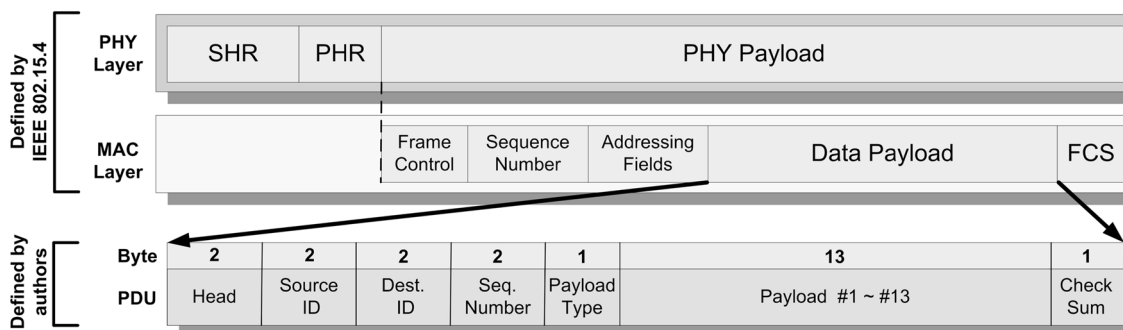 Defined by
IEEE 802.15.4
PHY
Layer
SHR
PHR
PHY Payload
MAC
Layer
Frame
Control
Sequence
Number
Addressing
Fields
Data Payload
FCS
Defined by
authors
Byte
2
2
2
2
1
13
1
PDU
Head
Source
ID
Dest.
ID
Seq.
Number
Payload
Type
Payload #1 ~ #13
Check
Sum